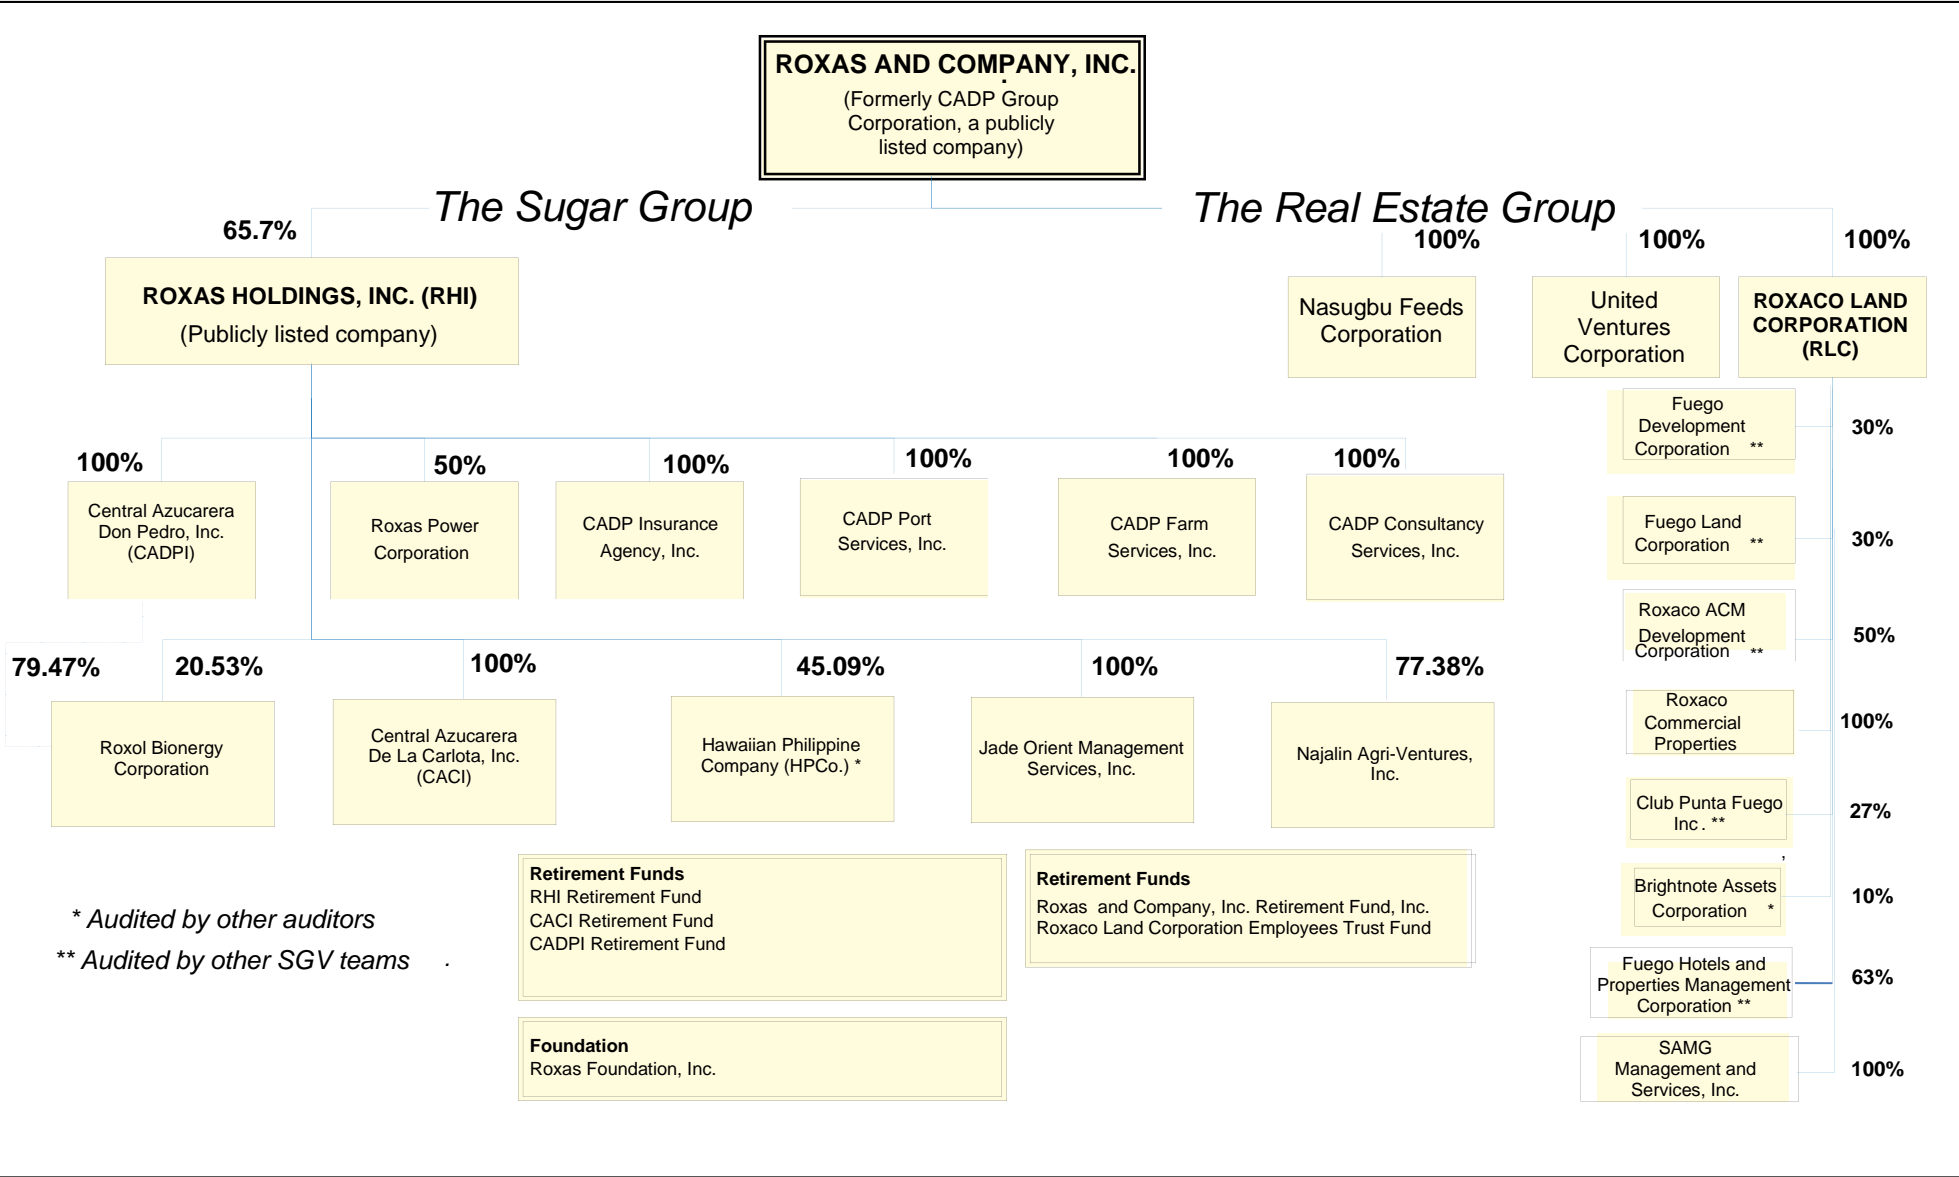 ROXAS AND COMPANY, INC.
.
(Formerly CADP Group
Corporation, a publicly
listed company)
The Sugar Group
The Real Estate Group
65.7%
100%
100%
100%
ROXAS HOLDINGS, INC. (RHI)
(Publicly listed company)
Nasugbu Feeds
Corporation
United
Ventures
Corporation
ROXACO LAND
CORPORATION
(RLC)
100%
50%
100%
100%
100%
100%
Central Azucarera
Don Pedro, Inc.
(CADPI)
Roxas Power
Corporation
CADP Insurance
Agency, Inc.
CADP Port
Services, Inc.
CADP Farm
Services, Inc.
CADP Consultancy
Services, Inc.
79.47%
20.53%
100%
45.09%
100%
77.38%
Roxol Bionergy
Corporation
Central Azucarera
De La Carlota, Inc.
(CACI)
Hawaiian Philippine
Company (HPCo.) *
Jade Orient Management
Services, Inc.
Najalin Agri-Ventures,
Inc.
Fuego
Development
Corporation **
30%
Fuego Land
Corporation **
30%
Roxaco ACM
Development
Corporation **
50%
Roxaco
Commercial
Properties
100%
Club Punta Fuego
Inc . **
27%
,
Brightnote Assets
Corporation *
10%
Fuego Hotels and
Properties Management
Corporation **
63%
SAMG
Management and
Services, Inc.
100%
Retirement Funds
RHI Retirement Fund
CACI Retirement Fund
CADPI Retirement Fund
Retirement Funds
Roxas and Company, Inc. Retirement Fund, Inc.
Roxaco Land Corporation Employees Trust Fund
* Audited by other auditors
** Audited by other SGV teams .
Foundation
Roxas Foundation, Inc.